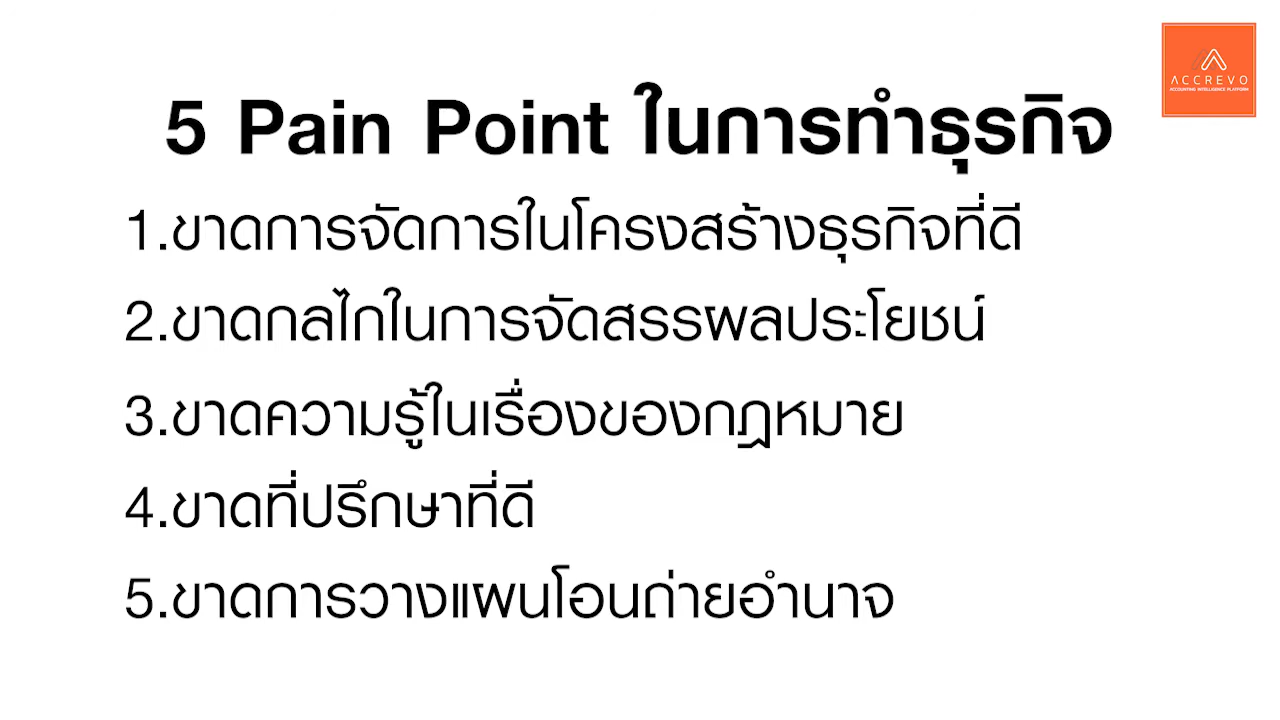 ACCREVO
ACCOUNTING INTELLIGENCE PLATFORM
5 Pain Point ในการทำธุรกิจ
1.ขาดการจัดการในโครงสร้างธุรกิจที่ดี
2.ขาดกลไกในการจัดสรรผลประโยชน์
3.ขาดความรู้ในเรื่องของกฎหมาย
4.ขาดที่ปรึกษาที่ดี
5.ขาดการวางแผนโอนถ่ายอำนาจ